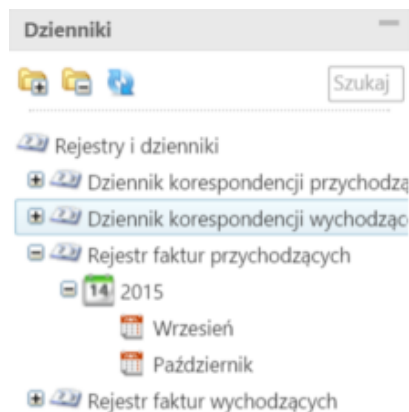 Dzienniki
Szukaj
Rejestry i dzienniki
Dziennik korespondencji przychodzą
Dziennik korespondencji wychodząc
Rejestr faktur przychodzących
14 2015
Wrzesień
Październik
Rejestr faktur wychodzących